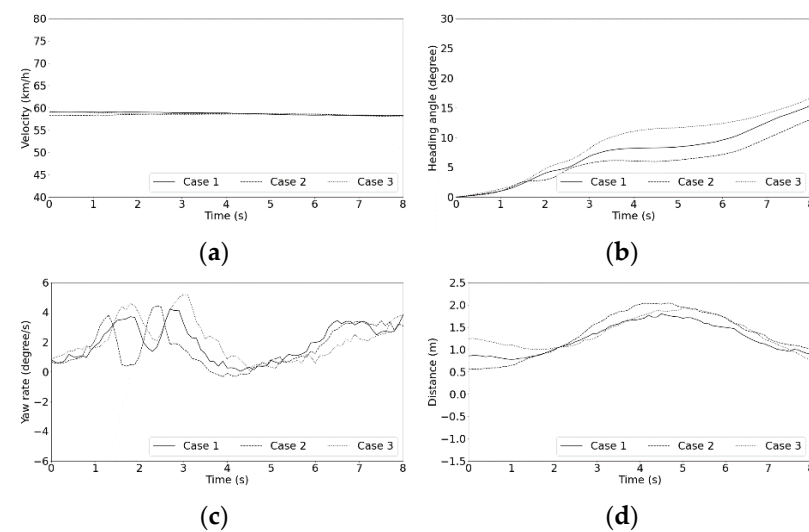 80
75
70
65
60
55
50
45
40
Velocity (km/h)
Case 1 Case 2 Case 3
0 1 2 3 4 5 6 7 8
Time (s)
(a)
30
25
20
15
10
5
0
Heading angle (degree)
Case 1 Case 2 Case 3
0 1 2 3 4 5 6 7 8
Time (s)
(b)
6
4
2
0
−2
−4
−6
Yaw rate (degree/s)
Case 1 Case 2 Case 3
0 1 2 3 4 5 6 7 8
Time (s)
(c)
2.5
2.0
1.5
1.0
0.5
0.0
−0.5
−1.0
−1.5
Distance (m)
Case 1 Case 2 Case 3
0 1 2 3 4 5 6 7 8
Time (s)
(d)